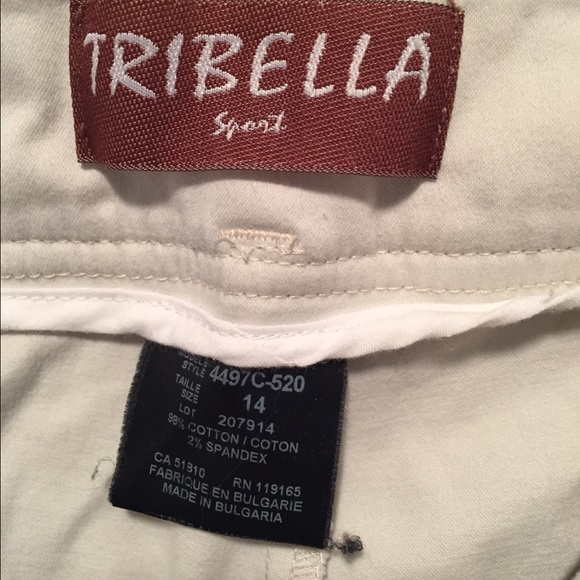 TRIBELLA
Sport
MODELE
STYLE 4497C-520
TAILLE
SIZE 14
LOT 207914
98% COTTON / COTON
2% SPANDEX
CA 51810 RN 119165
FABRIQUE EN BULGARIE
MADE IN BULGARIA